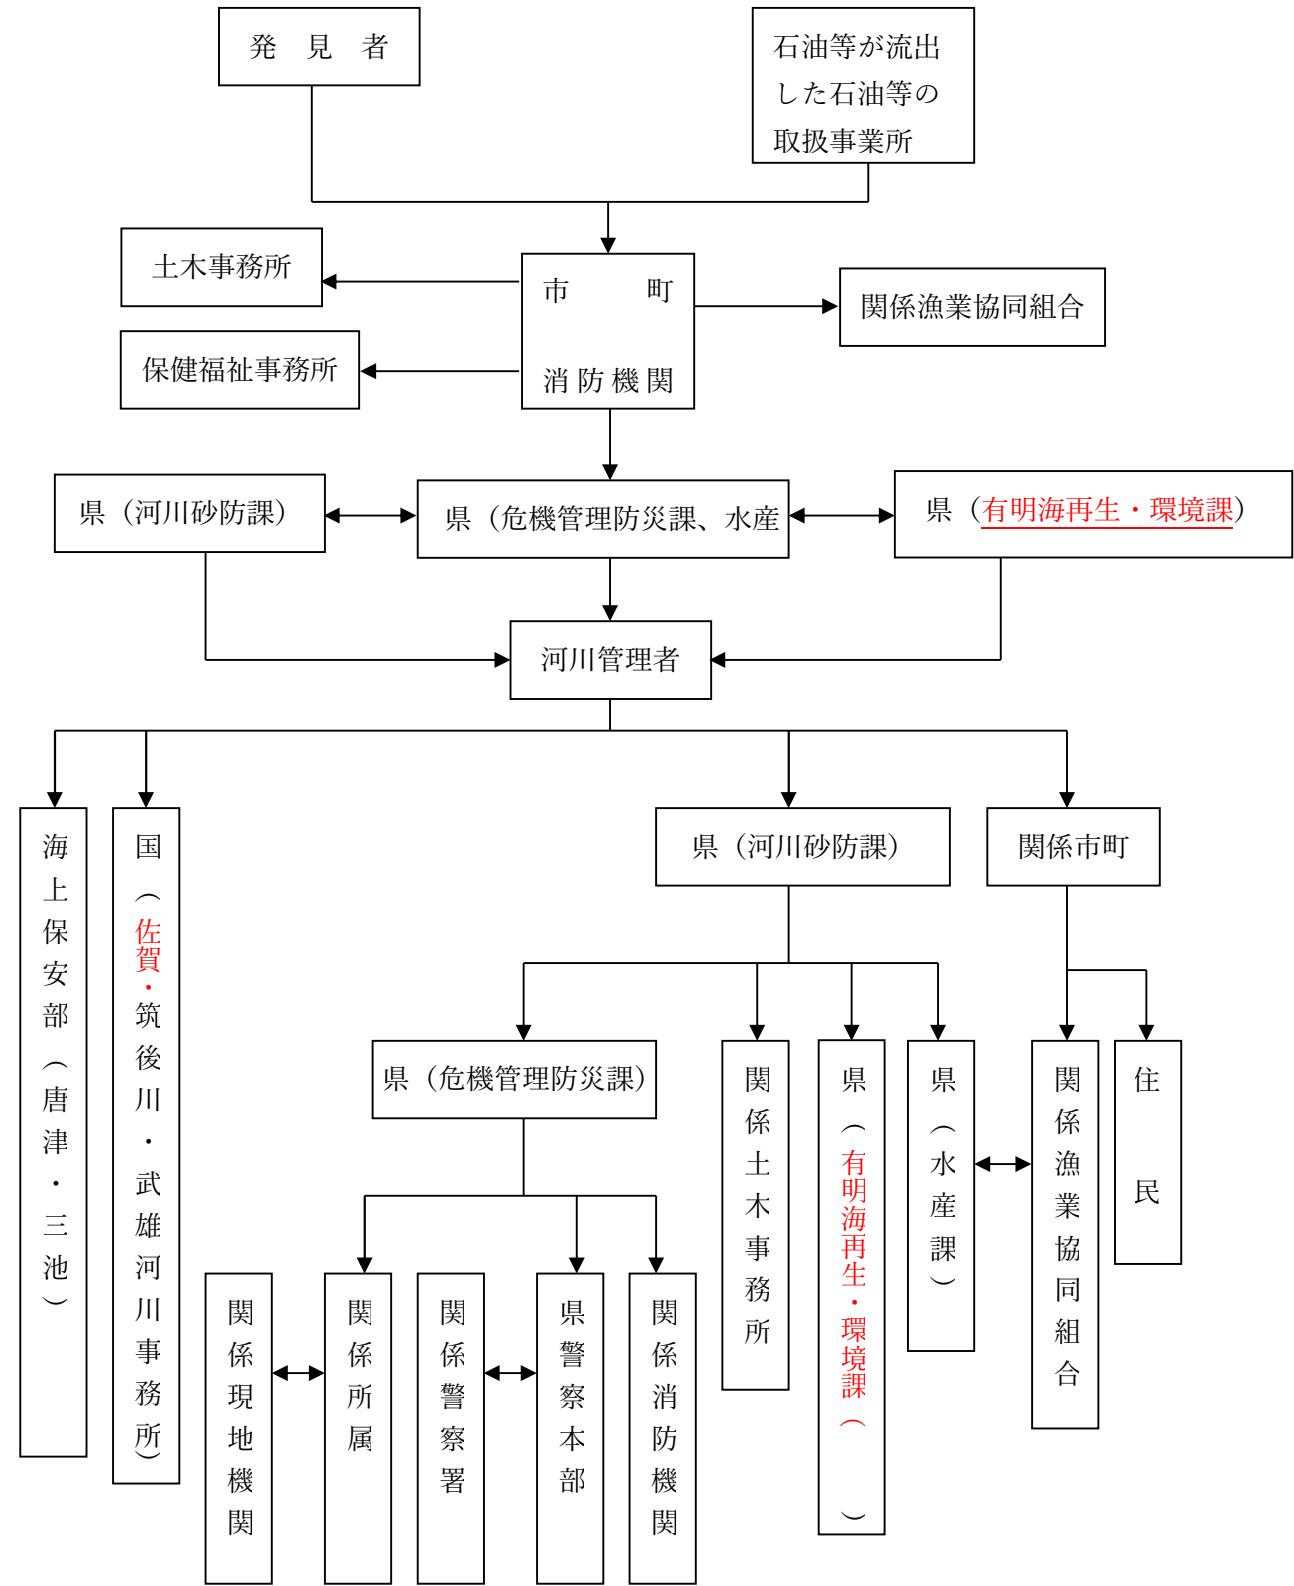 発　見　者
石油等が流出
した石油等の
取扱事業所
土木事務所
市　　町
消防機関
関係漁業協同組合
保健福祉事務所
県（河川砂防課）
県（危機管理防災課、水産
県（有明海再生・環境課）
河川管理者
海上保安部（唐津・三池）
国（佐賀・筑後川・武雄河川事務所）
県（河川砂防課）
関係市町
県（危機管理防災課）
関係土木事務所
県（有明海再生・環境課（　　）
県（水産課）
関係漁業協同組合
住　民
関係現地機関
関係所属
関係警察署
県警察本部
関係消防機関